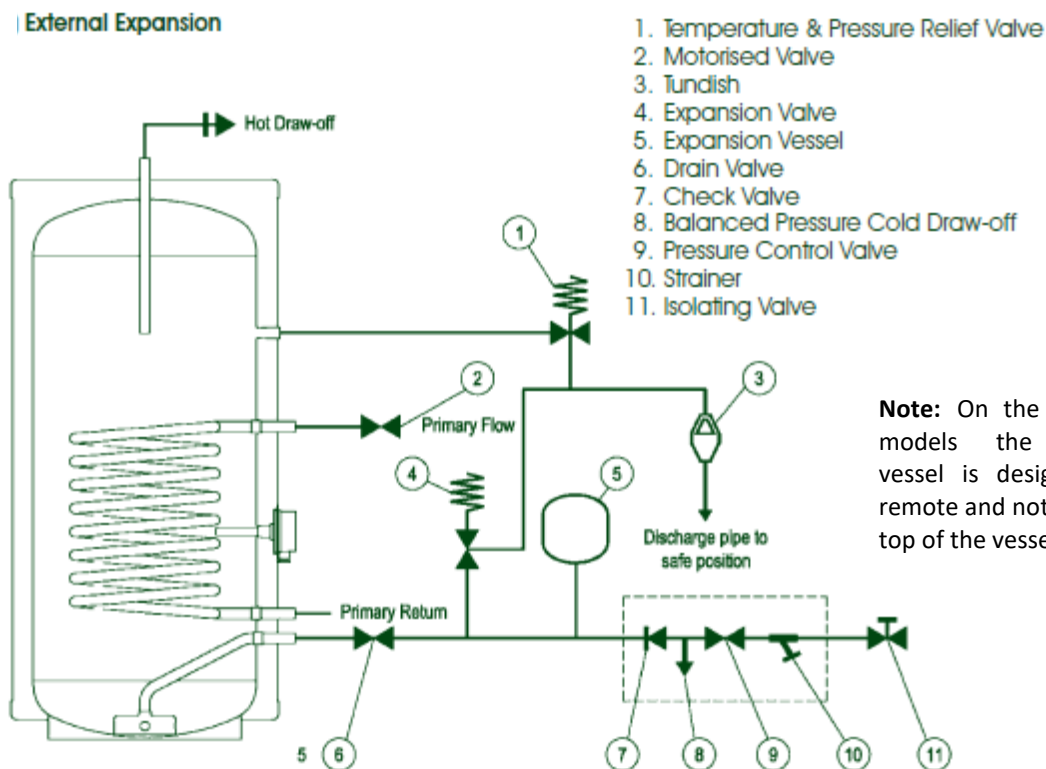 External Expansion
1. Temperature & Pressure Relief Valve
2. Motorised Valve
3. Tundish
4. Expansion Valve
5. Expansion Vessel
6. Drain Valve
7. Check Valve
8. Balanced Pressure Cold Draw-off
9. Pressure Control Valve
10. Strainer
11. Isolating Valve
Hot Draw-off
1
2
3
Primary Flow
4
5
Discharge pipe to
safe position
Primary Return
5
6
7
8
9
10
11
Note: On the
models the
vessel is
remote and not
top of the